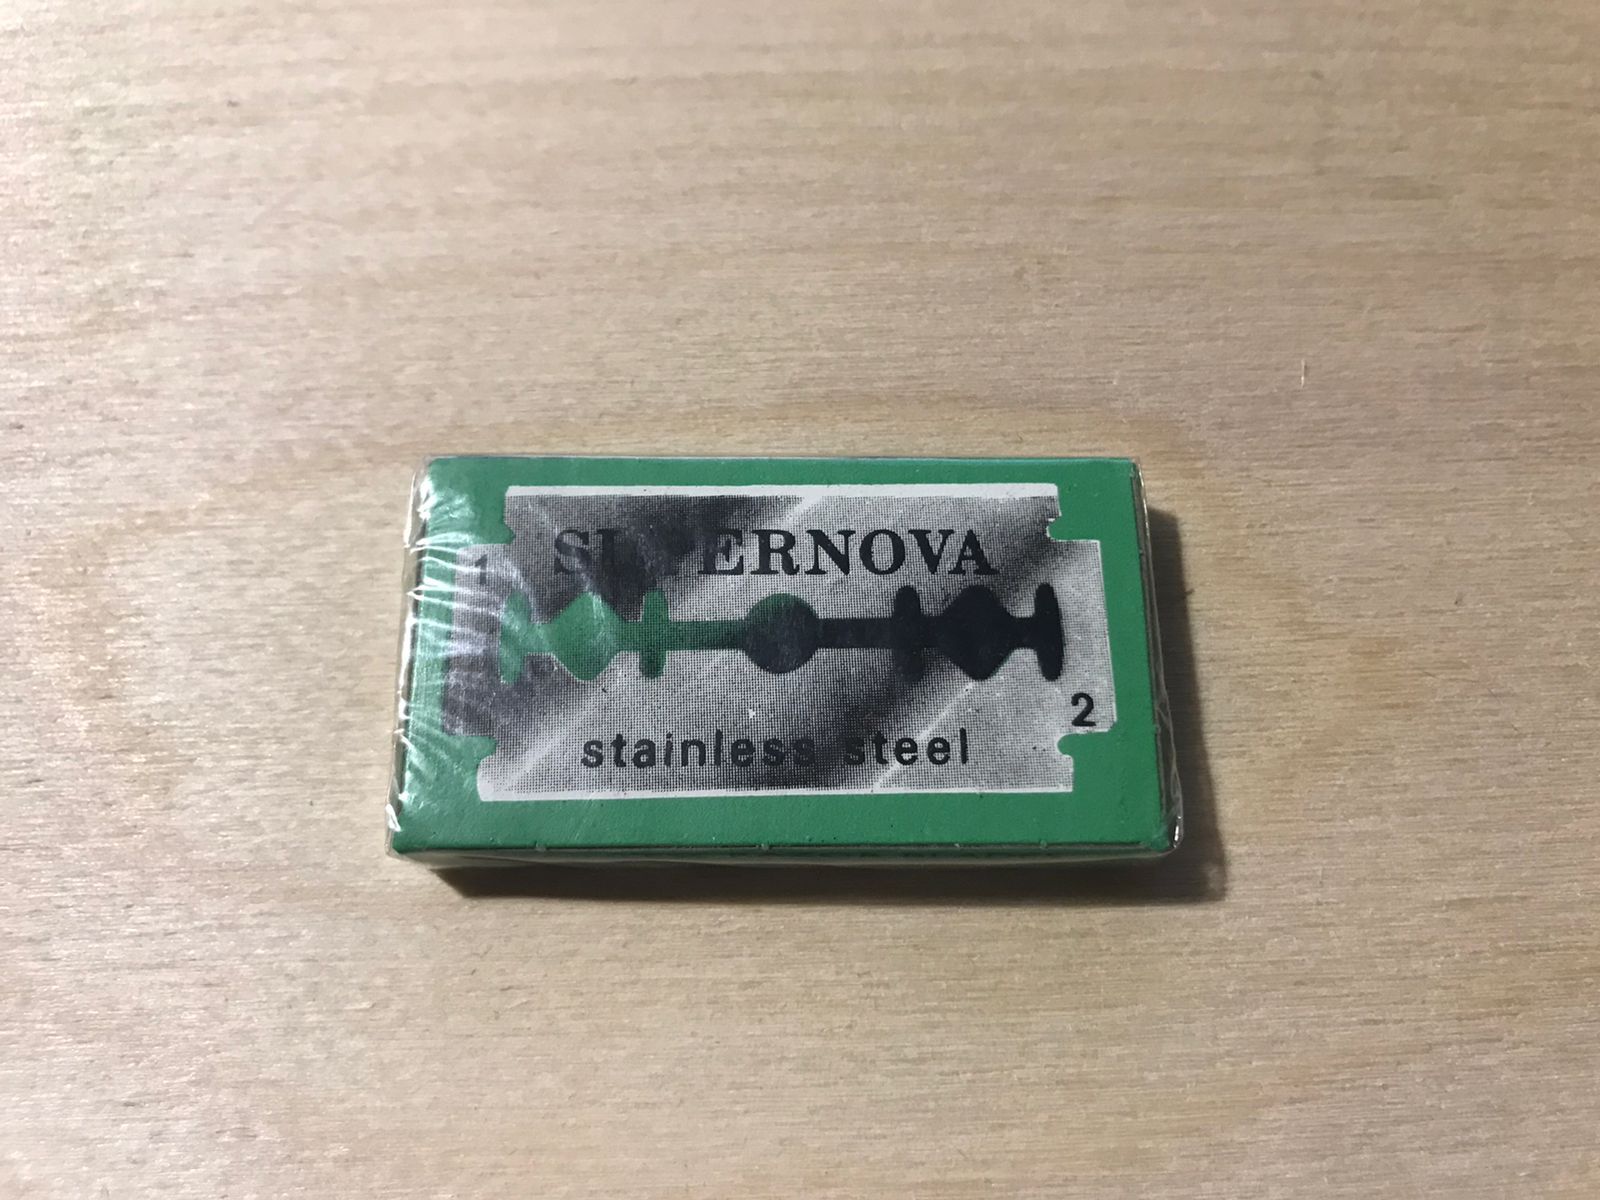 SUPERNOVA
1
2
stainless steel